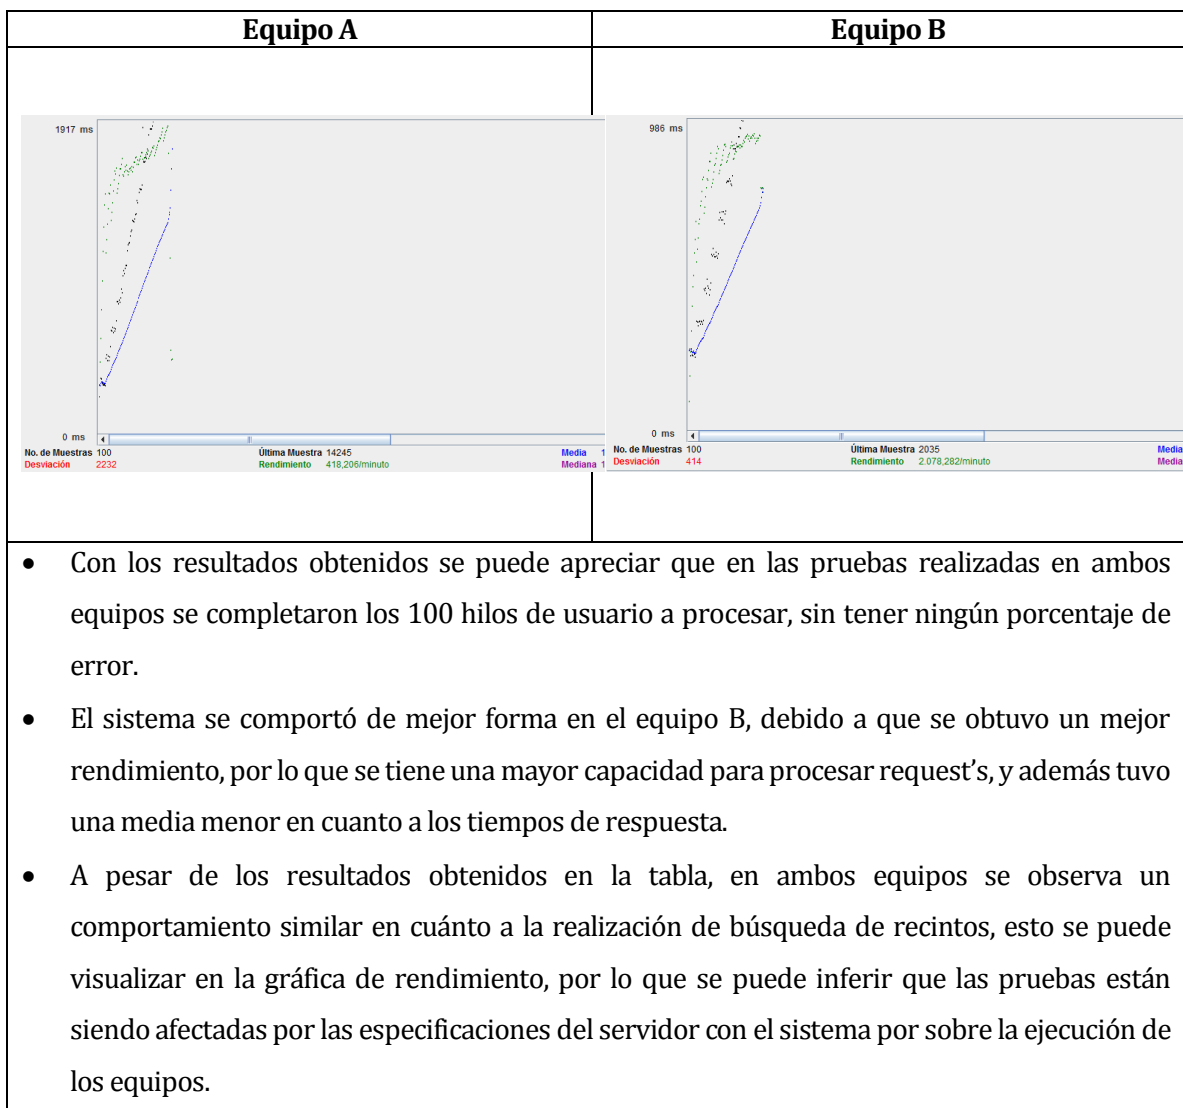 Equipo A
Equipo B
1917 ms
0 ms
No. de Muestras 100
Última Muestra 14245
Media 1
Desviación 2232
Rendimiento 418,206/minuto
Mediana 1
986 ms
0 ms
No. de Muestras 100
Última Muestra 2035
Media
Desviación 414
Rendimiento 2.078,282/minuto
Media
• Con los resultados obtenidos se puede apreciar que en las pruebas realizadas en ambos
equipos se completaron los 100 hilos de usuario a procesar, sin tener ningún porcentaje de
error.
• El sistema se comportó de mejor forma en el equipo B, debido a que se obtuvo un mejor
rendimiento, por lo que se tiene una mayor capacidad para procesar request’s, y además tuvo
una media menor en cuanto a los tiempos de respuesta.
• A pesar de los resultados obtenidos en la tabla, en ambos equipos se observa un
comportamiento similar en cuánto a la realización de búsqueda de recintos, esto se puede
visualizar en la gráfica de rendimiento, por lo que se puede inferir que las pruebas están
siendo afectadas por las especificaciones del servidor con el sistema por sobre la ejecución de
los equipos.